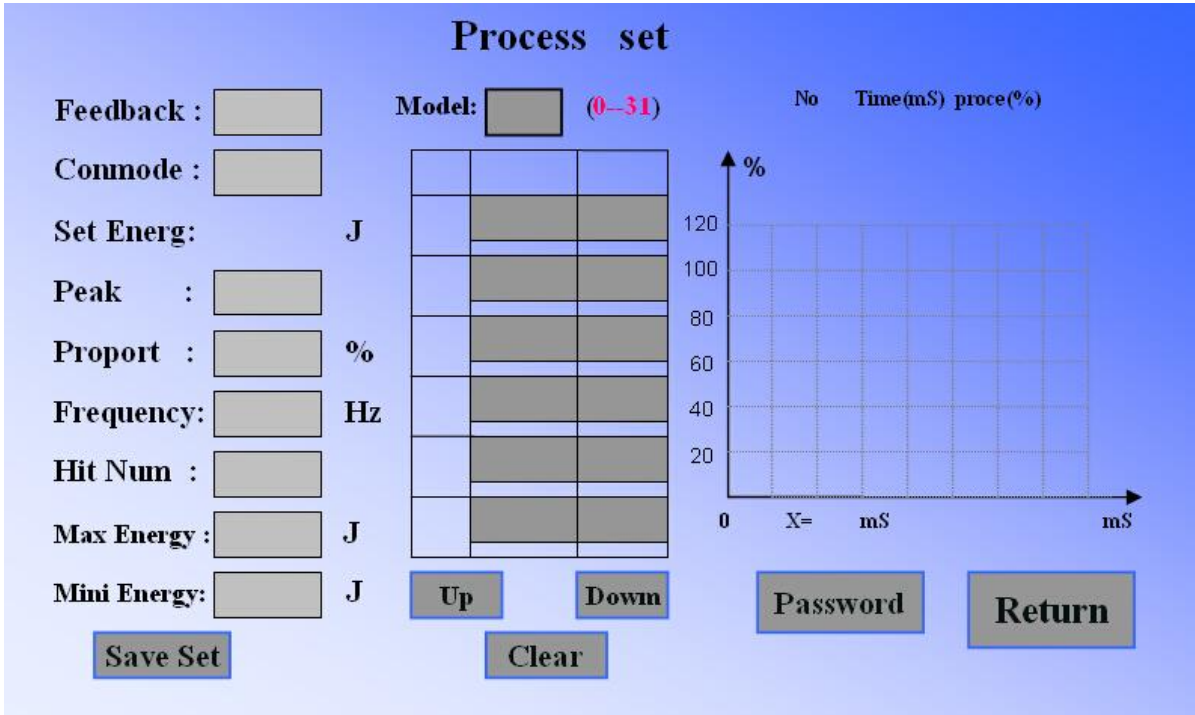 Process set
Feedback :
Conmode :
Set Energ: J
Peak :
Proport : %
Frequency: Hz
Hit Num :
Max Energy : J
Mini Energy: J
Save Set
Model: (0--31)
Up Dowm
Clear
No Time(mS) proce(%)
%
120
100
80
60
40
20
0 X= mS mS
Password
Return